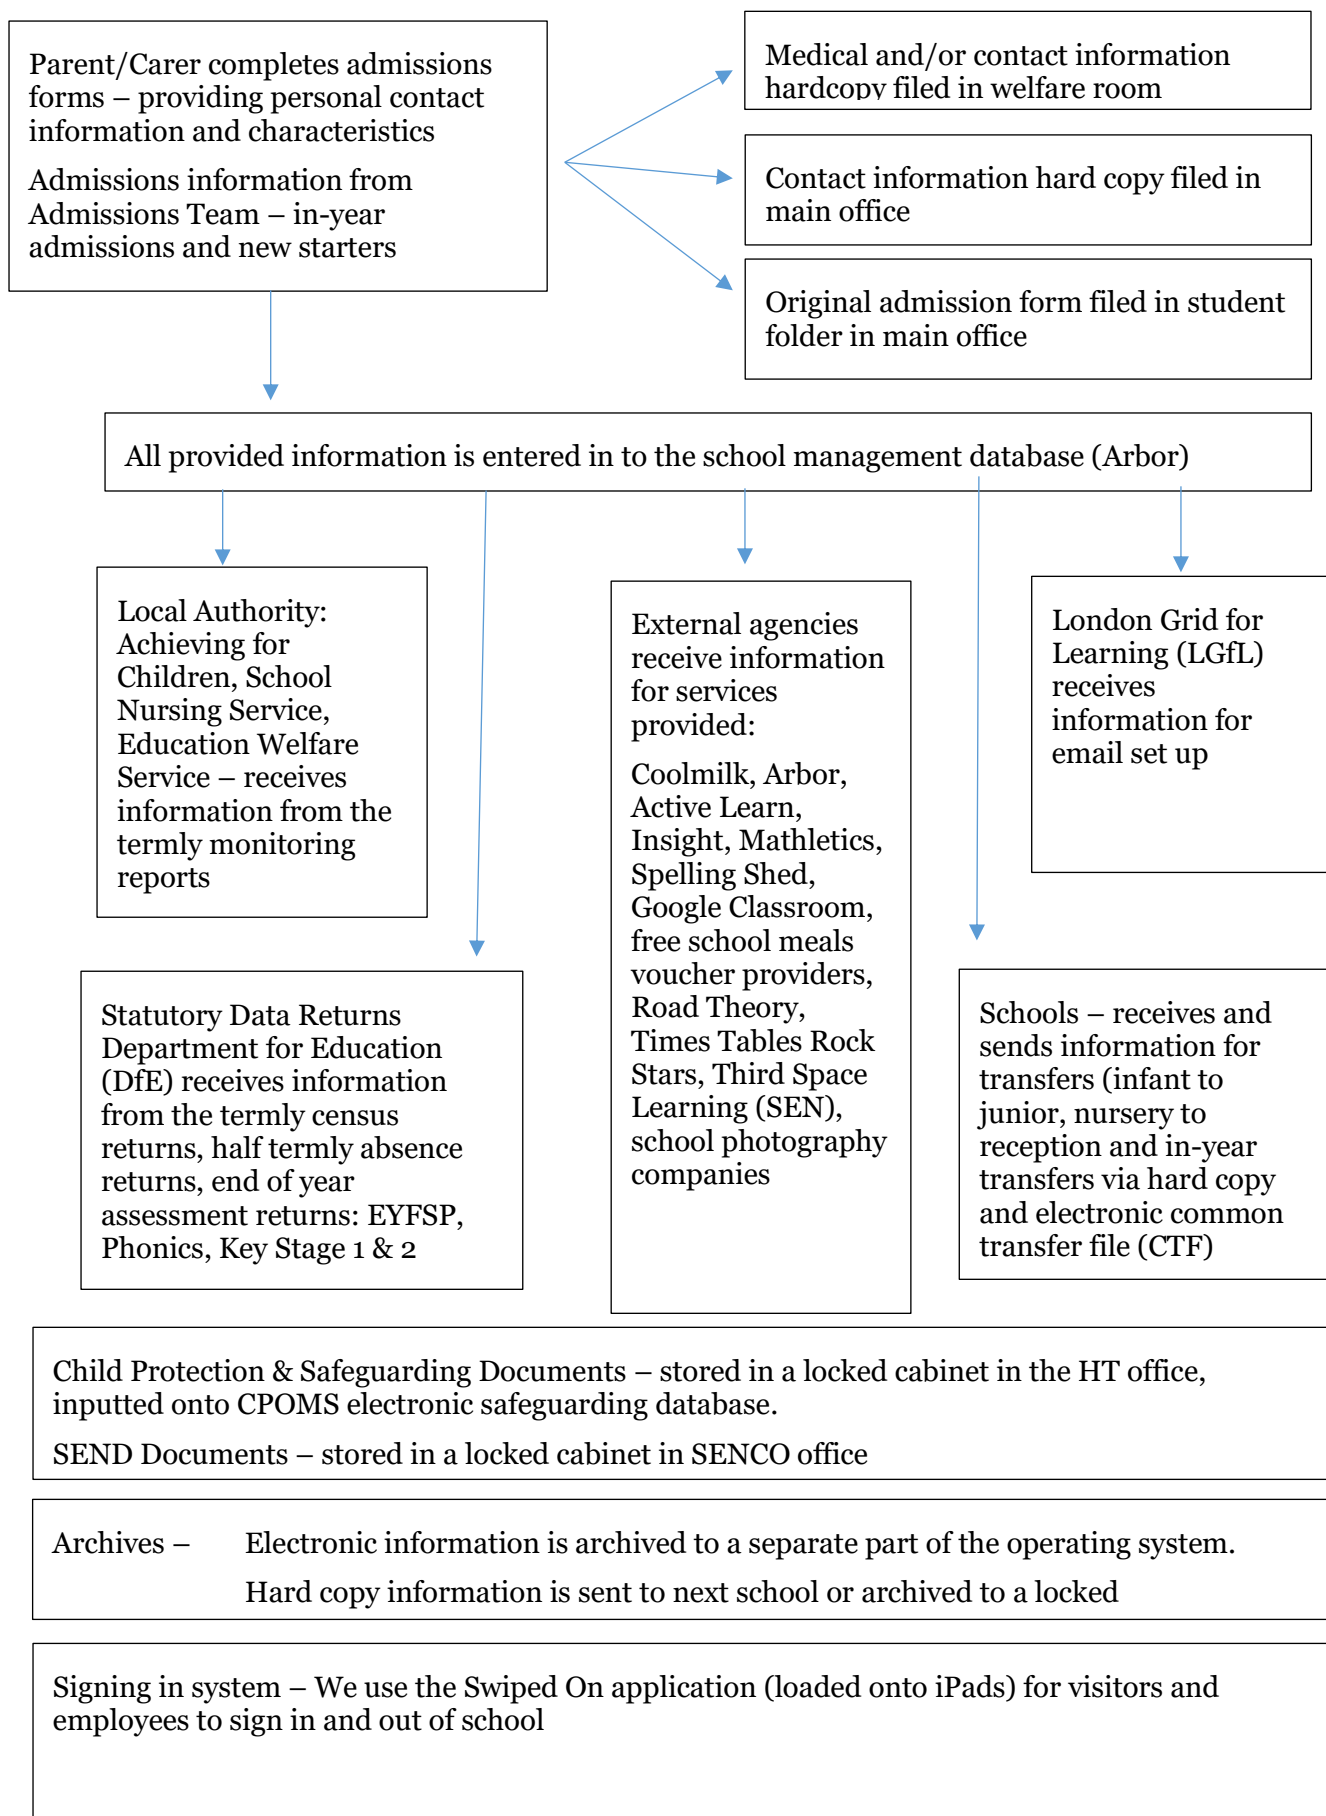 Parent/Carer completes admissions
forms – providing personal contact
information and characteristics
Admissions information from
Admissions Team – in-year
admissions and new starters
Medical and/or contact information
hardcopy filed in welfare room
Contact information hard copy filed in
main office
Original admission form filed in student
folder in main office
All provided information is entered in to the school management database (Arbor)
Local Authority:
Achieving for
Children, School
Nursing Service,
Education Welfare
Service – receives
information from the
termly monitoring
reports
Statutory Data Returns
Department for Education
(DfE) receives information
from the termly census
returns, half termly absence
returns, end of year
assessment returns: EYFSP,
Phonics, Key Stage 1 & 2
External agencies
receive information
for services
provided:
Coolmilk, Arbor,
Active Learn,
Insight, Mathletics,
Spelling Shed,
Google Classroom,
free school meals
voucher providers,
Road Theory,
Times Tables Rock
Stars, Third Space
Learning (SEN),
school photography
companies
London Grid for
Learning (LGfL)
receives
information for
email set up
Schools – receives and
sends information for
transfers (infant to
junior, nursery to
reception and in-year
transfers via hard copy
and electronic common
transfer file (CTF)
Child Protection & Safeguarding Documents – stored in a locked cabinet in the HT office,
inputted onto CPOMS electronic safeguarding database.
SEND Documents – stored in a locked cabinet in SENCO office
Archives – Electronic information is archived to a separate part of the operating system.
Hard copy information is sent to next school or archived to a locked
Signing in system – We use the Swiped On application (loaded onto iPads) for visitors and
employees to sign in and out of school